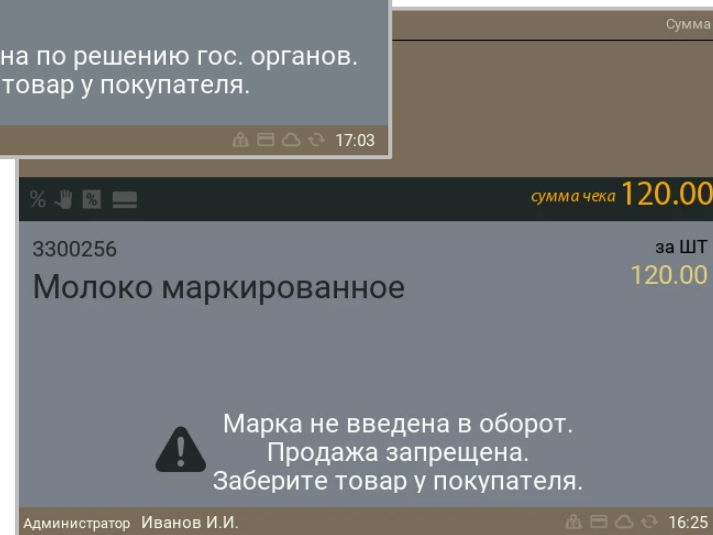 на по решению гос. органов.
товар у покупателя.
17:03
Сумма
% %
сумма чека 120.00
3300256
за ШТ
120.00
Молоко маркированное
Марка не введена в оборот.
Продажа запрещена.
Заберите товар у покупателя.
Администратор Иванов И.И.
16:25